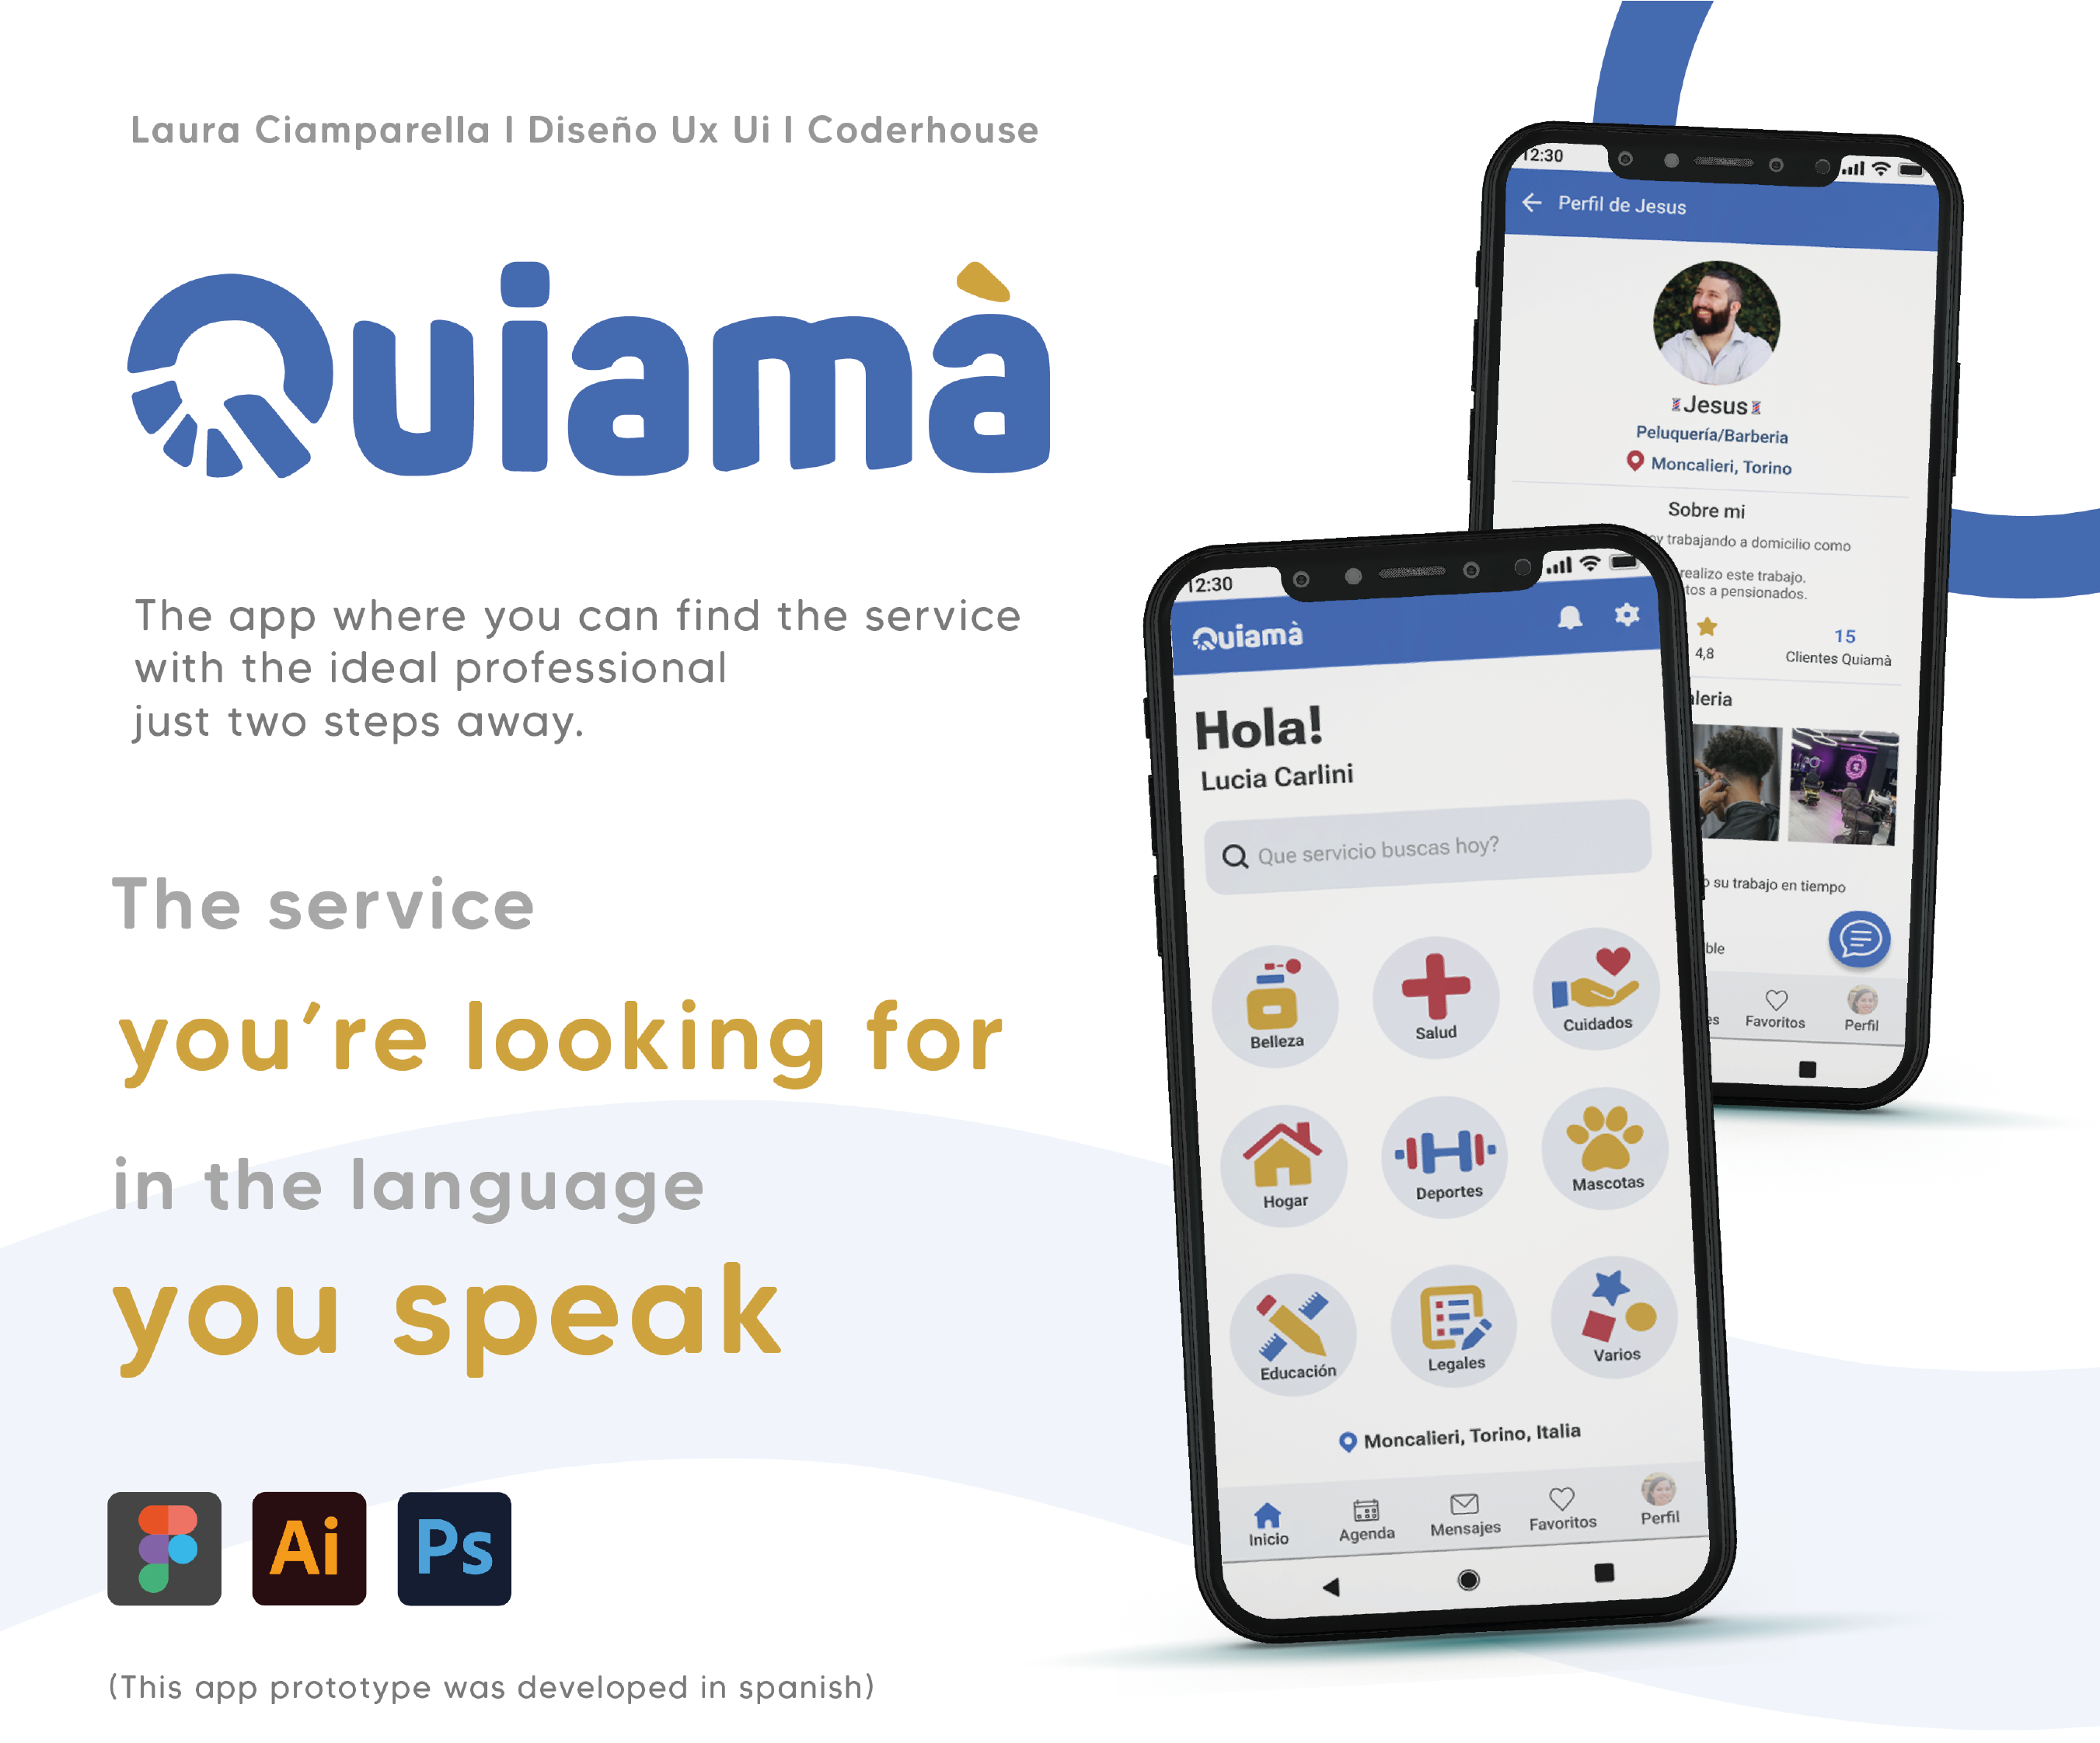 Laura Ciamparella I Diseño Ux Ui I Coderhouse
Quiamà
The app where you can find the service
with the ideal professional
just two steps away.
The service
you're looking for
in the language
you speak
Ai Ps
(This app prototype was developed in spanish)
12:30
Perfil de Jesus
Jesus
Peluquería/Barberia
Moncalieri, Torino
Sobre mi
trabajando a domicilio como
realizo este trabajo.
a pensionados.
15
4,8 Clientes Quiamà
su trabajo en tiempo
Favoritos Perfil
12:30
Quiamà
Hola!
Lucia Carlini
Que servicio buscas hoy?
Belleza Salud Cuidados
Hogar Deportes Mascotas
Educación Legales Varios
Moncalieri, Torino, Italia
Inicio Agenda Mensajes Favoritos Perfil